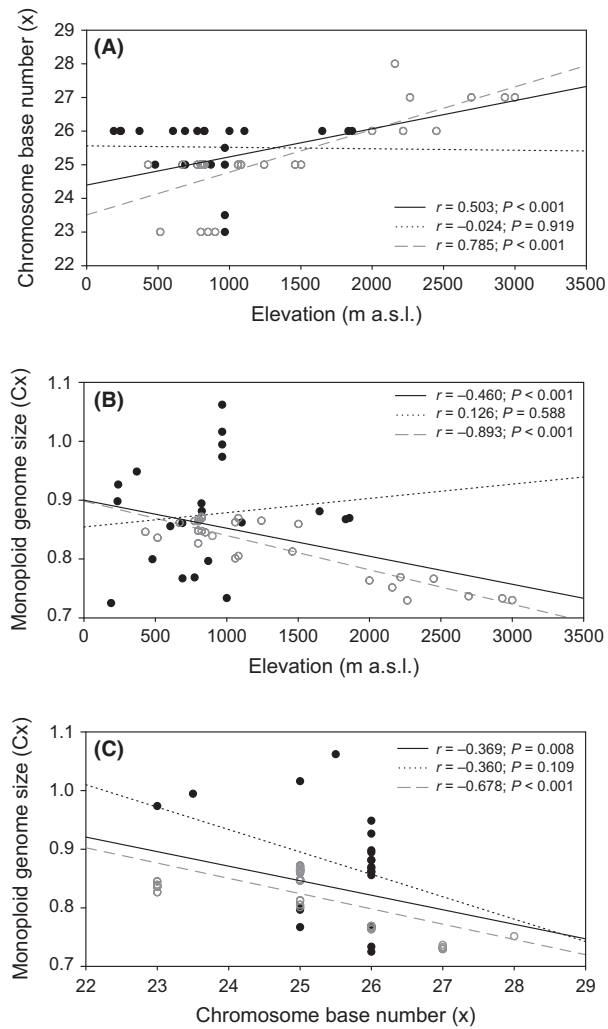 (A)
Chromosome base number (x)
29
28
27
26
25
24
23
22
r = 0.503; P < 0.001
r = –0.024; P = 0.919
r = 0.785; P < 0.001
0 500 1000 1500 2000 2500 3000 3500
Elevation (m a.s.l.)
(B)
Monoploid genome size (Cx)
1.1
1.0
0.9
0.8
0.7
r = –0.460; P < 0.001
r = 0.126; P = 0.588
r = –0.893; P < 0.001
0 500 1000 1500 2000 2500 3000 3500
Elevation (m a.s.l.)
(C)
Monoploid genome size (Cx)
1.1
1.0
0.9
0.8
0.7
r = –0.369; P = 0.008
r = –0.360; P = 0.109
r = –0.678; P < 0.001
22 23 24 25 26 27 28 29
Chromosome base number (x)